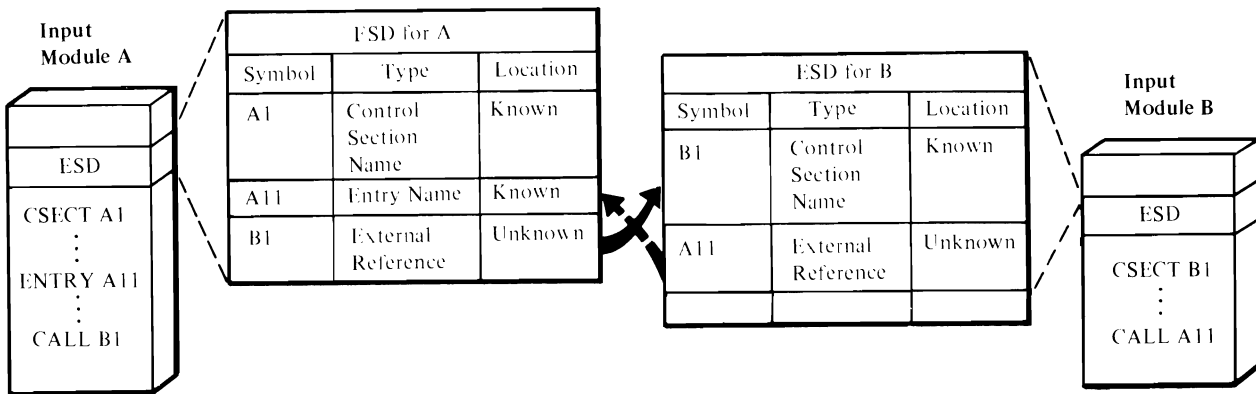 Input
Module A
ESD
CSECT A1
ENTRY A11
CALL B1
ESD for A
Symbol Type Location
A1 Control Section Name Known
A11 Entry Name Known
B1 External Reference Unknown
ESD for B
Symbol Type Location
B1 Control Section Name Known
A11 External Reference Unknown
Input
Module B
ESD
CSECT B1
CALL A11